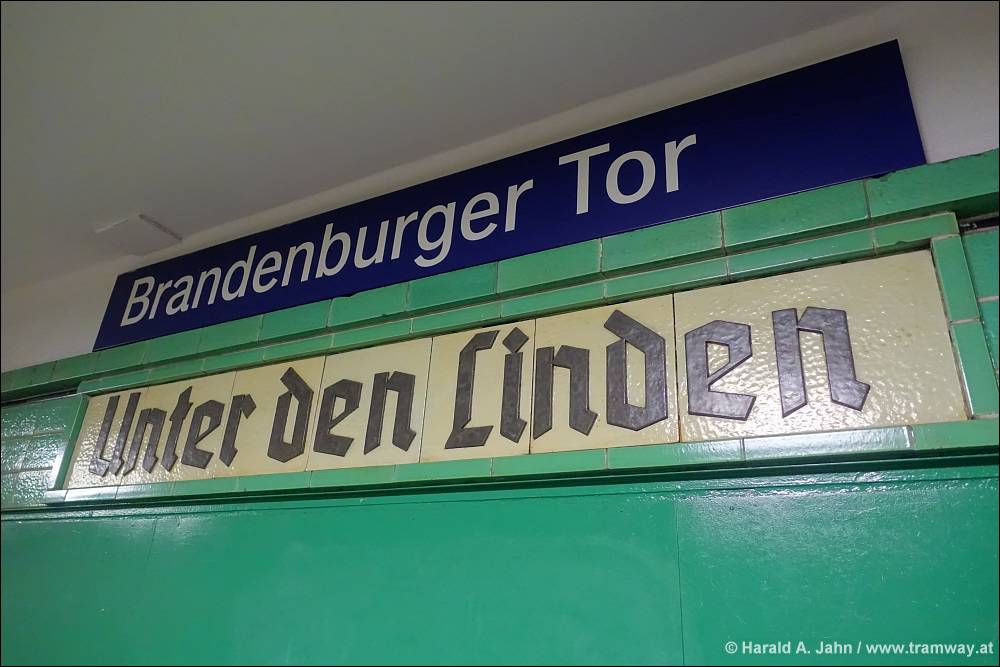 Brandenburger Tor
Unter den Linden
© Harald A. Jahn / www.tramway.at